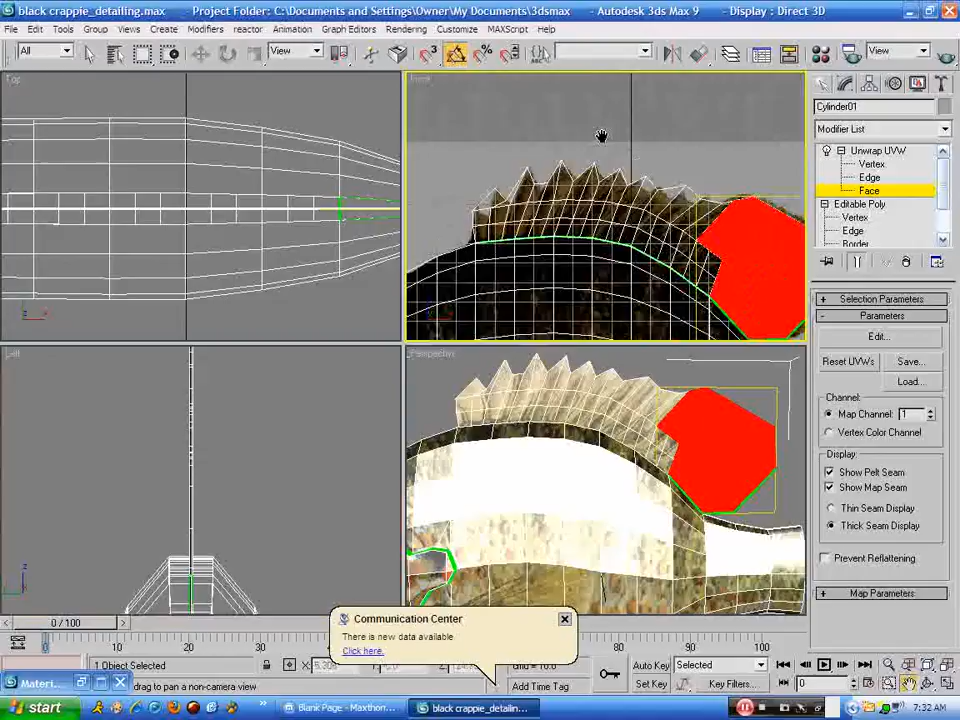 black crappie_detailing.max - Project Folder: C:\Documents and Settings\Owner\My Documents\3dsmax - Autodesk 3ds Max 9 - Display : Direct 3D
File Edit Tools Group Views Create Modifiers reactor Animation Graph Editors Rendering Customize MAXScript Help
All View View
Top
Cylinder01
Modifier List
Unwrap UVW
Vertex
Edge
Face
Editable Poly
Vertex
Edge
Border
Selection Parameters
Parameters
Edit...
Reset UVWs Save...
Load...
Channel:
Map Channel: 1
Vertex Color Channel
Left
Perspective
Display:
Show Pelt Seam
Show Map Seam
Thin Seam Display
Thick Seam Display
Prevent Reflattening
Map Parameters
0 / 100
Communication Center
There is new data available
Click here.
0 10 20 30 80 90 100
1 Object Selected
Auto Key Selected
Materi...
drag to pan a non-camera view
Add Time Tag
Set Key Key Filters... 0
start
Blank Page - Maxthon...
black crappie_detailin...
7:32 AM